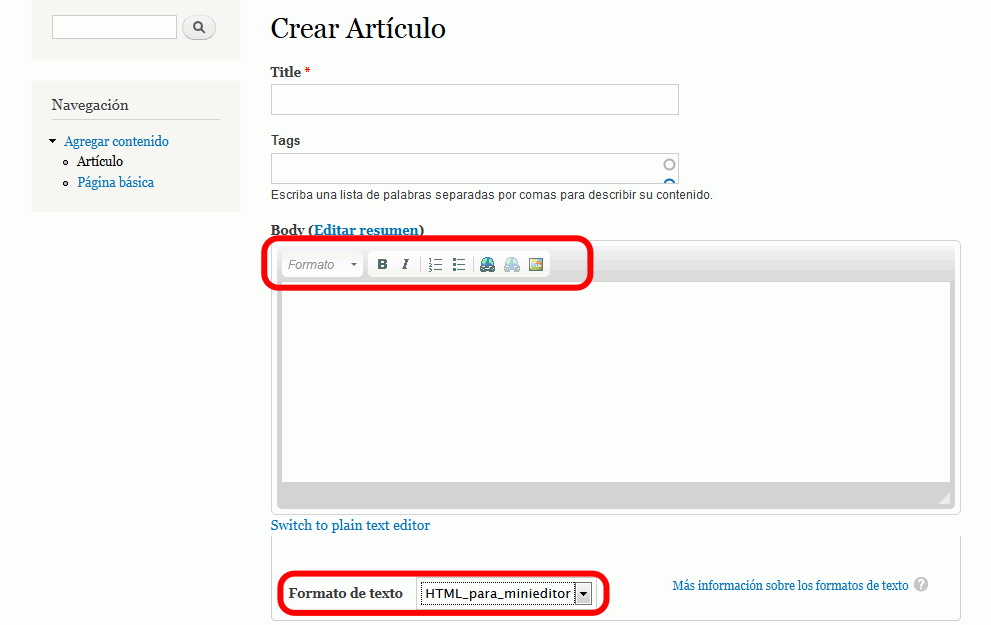 Crear Artículo
Title *
Navegación
Agregar contenido
Artículo
Página básica
Tags
Escriba una lista de palabras separadas por comas para describir su contenido.
Body (Editar resumen)
Formato B I
Switch to plain text editor
Formato de texto HTML_para_minieditor Más información sobre los formatos de texto ?